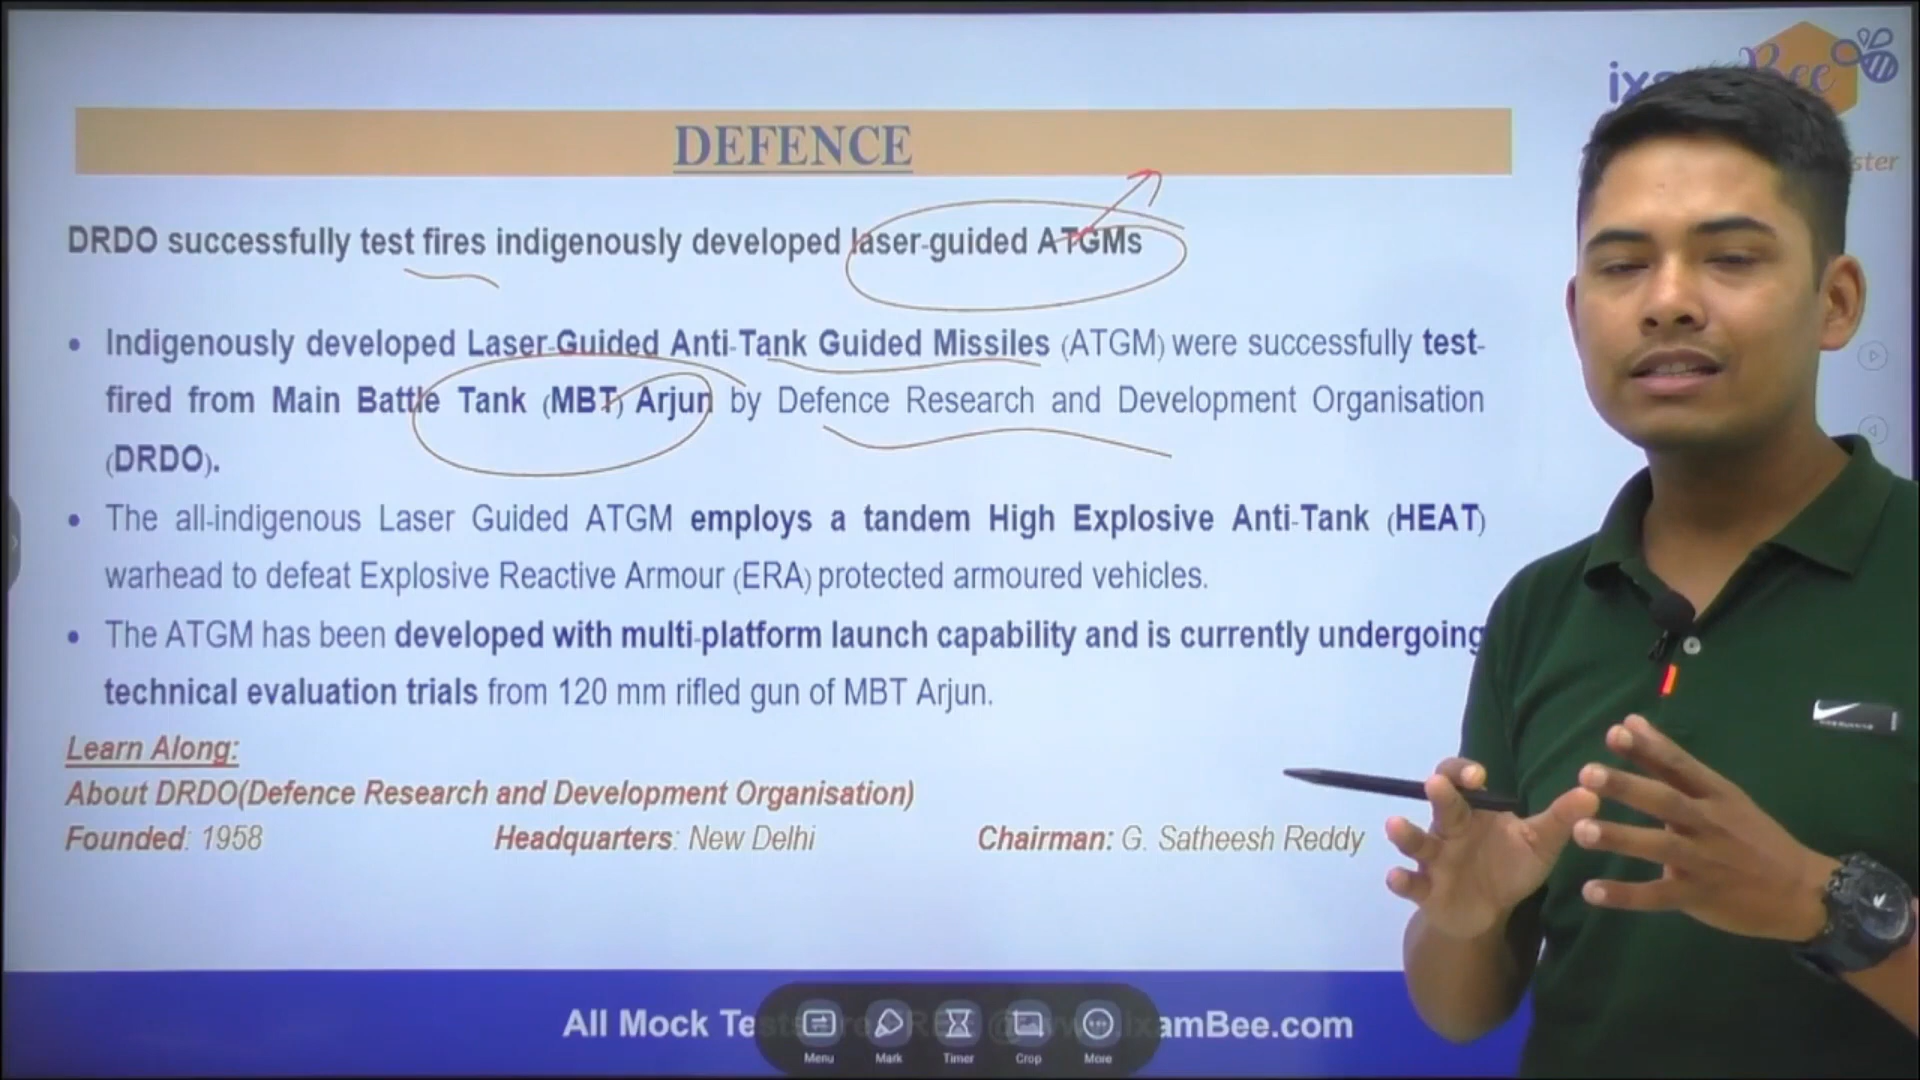 Bee
ster
DEFENCE
DRDO successfully test fires indigenously developed laser-guided ATGMs
• Indigenously developed Laser-Guided Anti-Tank Guided Missiles (ATGM) were successfully test-
fired from Main Battle Tank (MBT) Arjun by Defence Research and Development Organisation
(DRDO).
• The all-indigenous Laser Guided ATGM employs a tandem High Explosive Anti-Tank (HEAT)
warhead to defeat Explosive Reactive Armour (ERA) protected armoured vehicles.
• The ATGM has been developed with multi-platform launch capability and is currently undergoing
technical evaluation trials from 120 mm rifled gun of MBT Arjun.
Learn Along:
About DRDO(Defence Research and Development Organisation)
Founded: 1958 Headquarters: New Delhi Chairman: G. Satheesh Reddy
All Mock Tests amBee.com
Menu Mark Timer Crop More